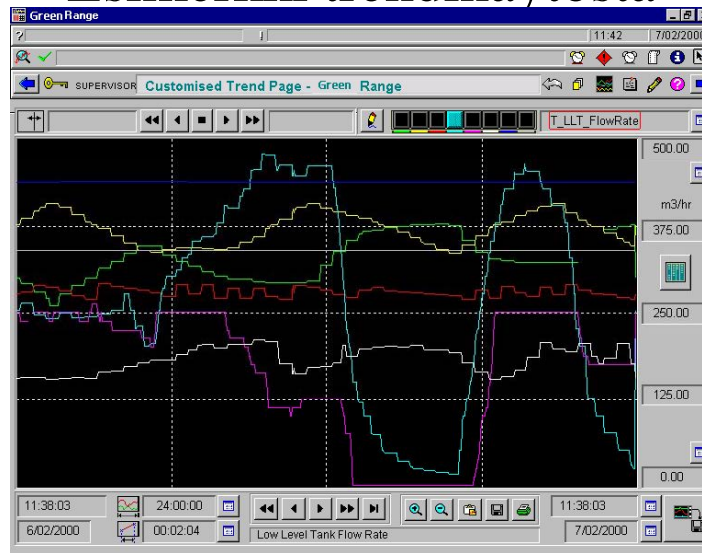 Green Range
11:42 7/02/2000
SUPERVISOR Customised Trend Page - Green Range
T_LLT_FlowRate
500.00
m3/hr
375.00
250.00
125.00
0.00
11:38:03 24:00:00 11:38:03
6/02/2000 00:02:04 Low Level Tank Flow Rate 7/02/2000